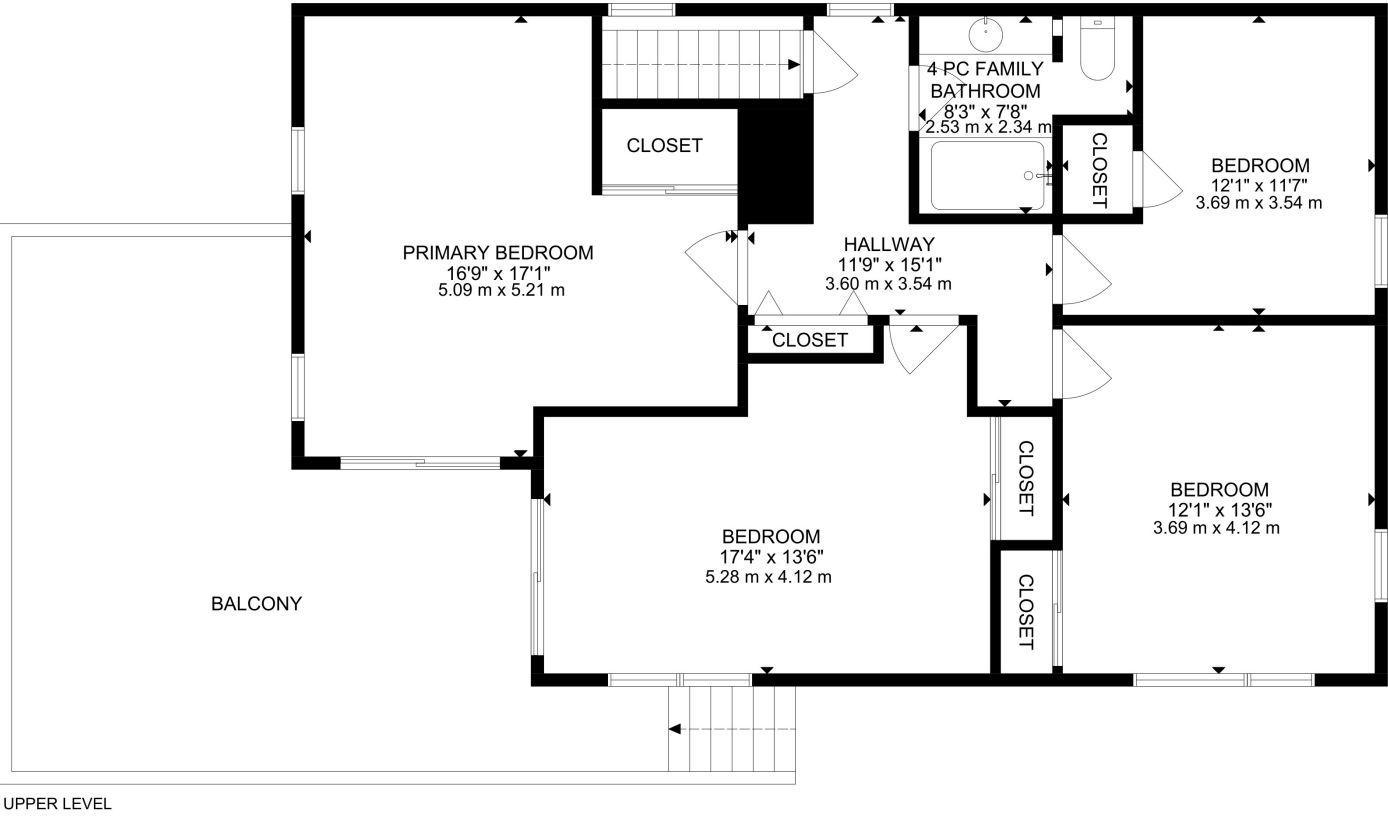 4 PC FAMILY
BATHROOM
8'3" x 7'8"
2.53 m x 2.34 m
CLOSET
CLOSET
BEDROOM
12'1" x 11'7"
3.69 m x 3.54 m
PRIMARY BEDROOM
16'9" x 17'1"
5.09 m x 5.21 m
HALLWAY
11'9" x 15'1"
3.60 m x 3.54 m
CLOSET
CLOSET
BEDROOM
12'1" x 13'6"
3.69 m x 4.12 m
BEDROOM
17'4" x 13'6"
5.28 m x 4.12 m
CLOSET
BALCONY
UPPER LEVEL